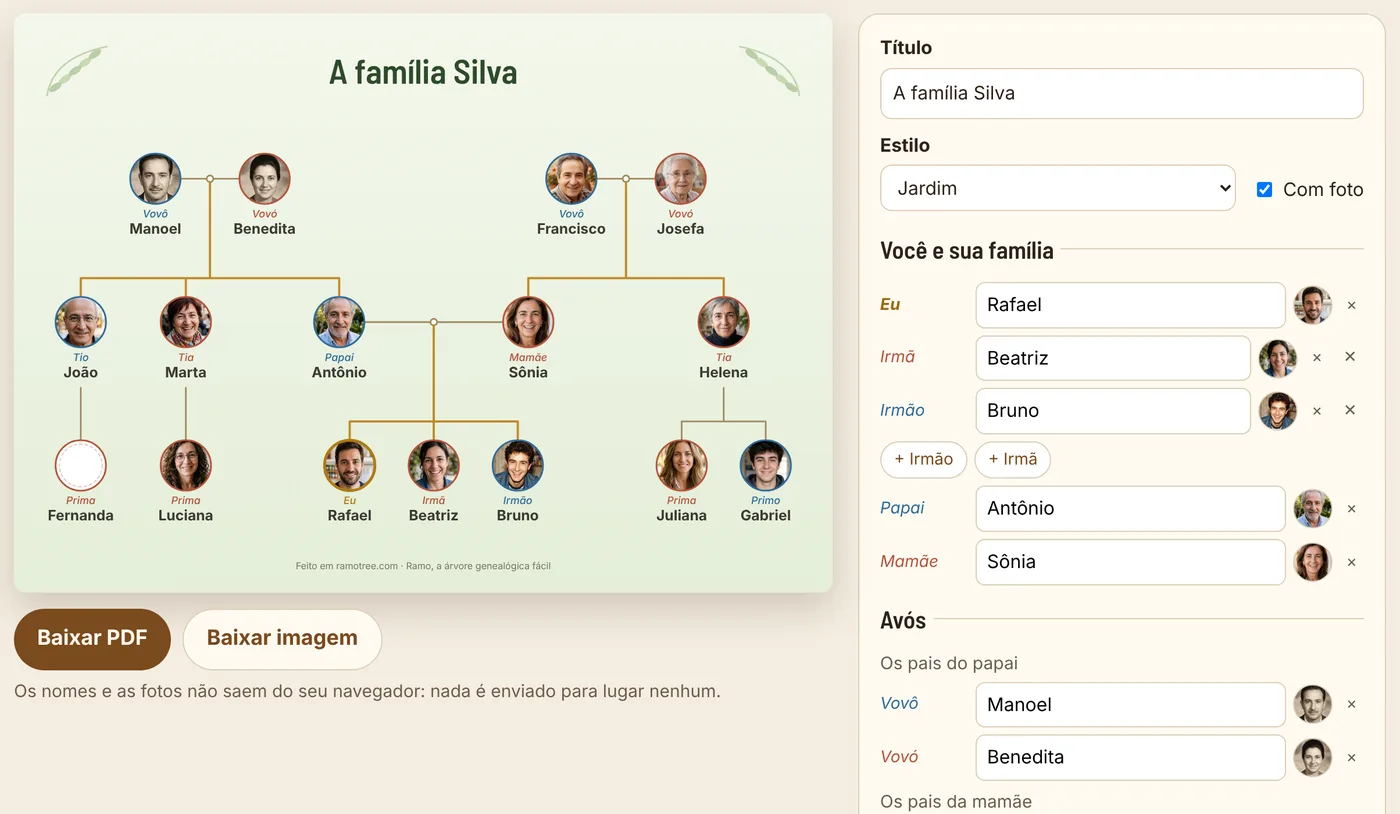 A família Silva
Vovô
Manoel
Vovó
Benedita
Vovô
Francisco
Vovó
Josefa
Tio
João
Tia
Marta
Papai
Antônio
Mamãe
Sônia
Tia
Helena
Prima
Fernanda
Prima
Luciana
Eu
Rafael
Irmã
Beatriz
Irmão
Bruno
Prima
Juliana
Primo
Gabriel
Feito em ramotree.com · Ramo, a árvore genealógica fácil
Baixar PDF
Baixar imagem
Os nomes e as fotos não saem do seu navegador: nada é enviado para lugar nenhum.
Título
A família Silva
Estilo
Jardim
Com foto
Você e sua família
Eu
Rafael
×
Irmã
Beatriz
× ×
Irmão
Bruno
× ×
+ Irmão
+ Irmã
Papai
Antônio
×
Mamãe
Sônia
×
Avós
Os pais do papai
Vovô
Manoel
×
Vovó
Benedita
×
Os pais da mamãe